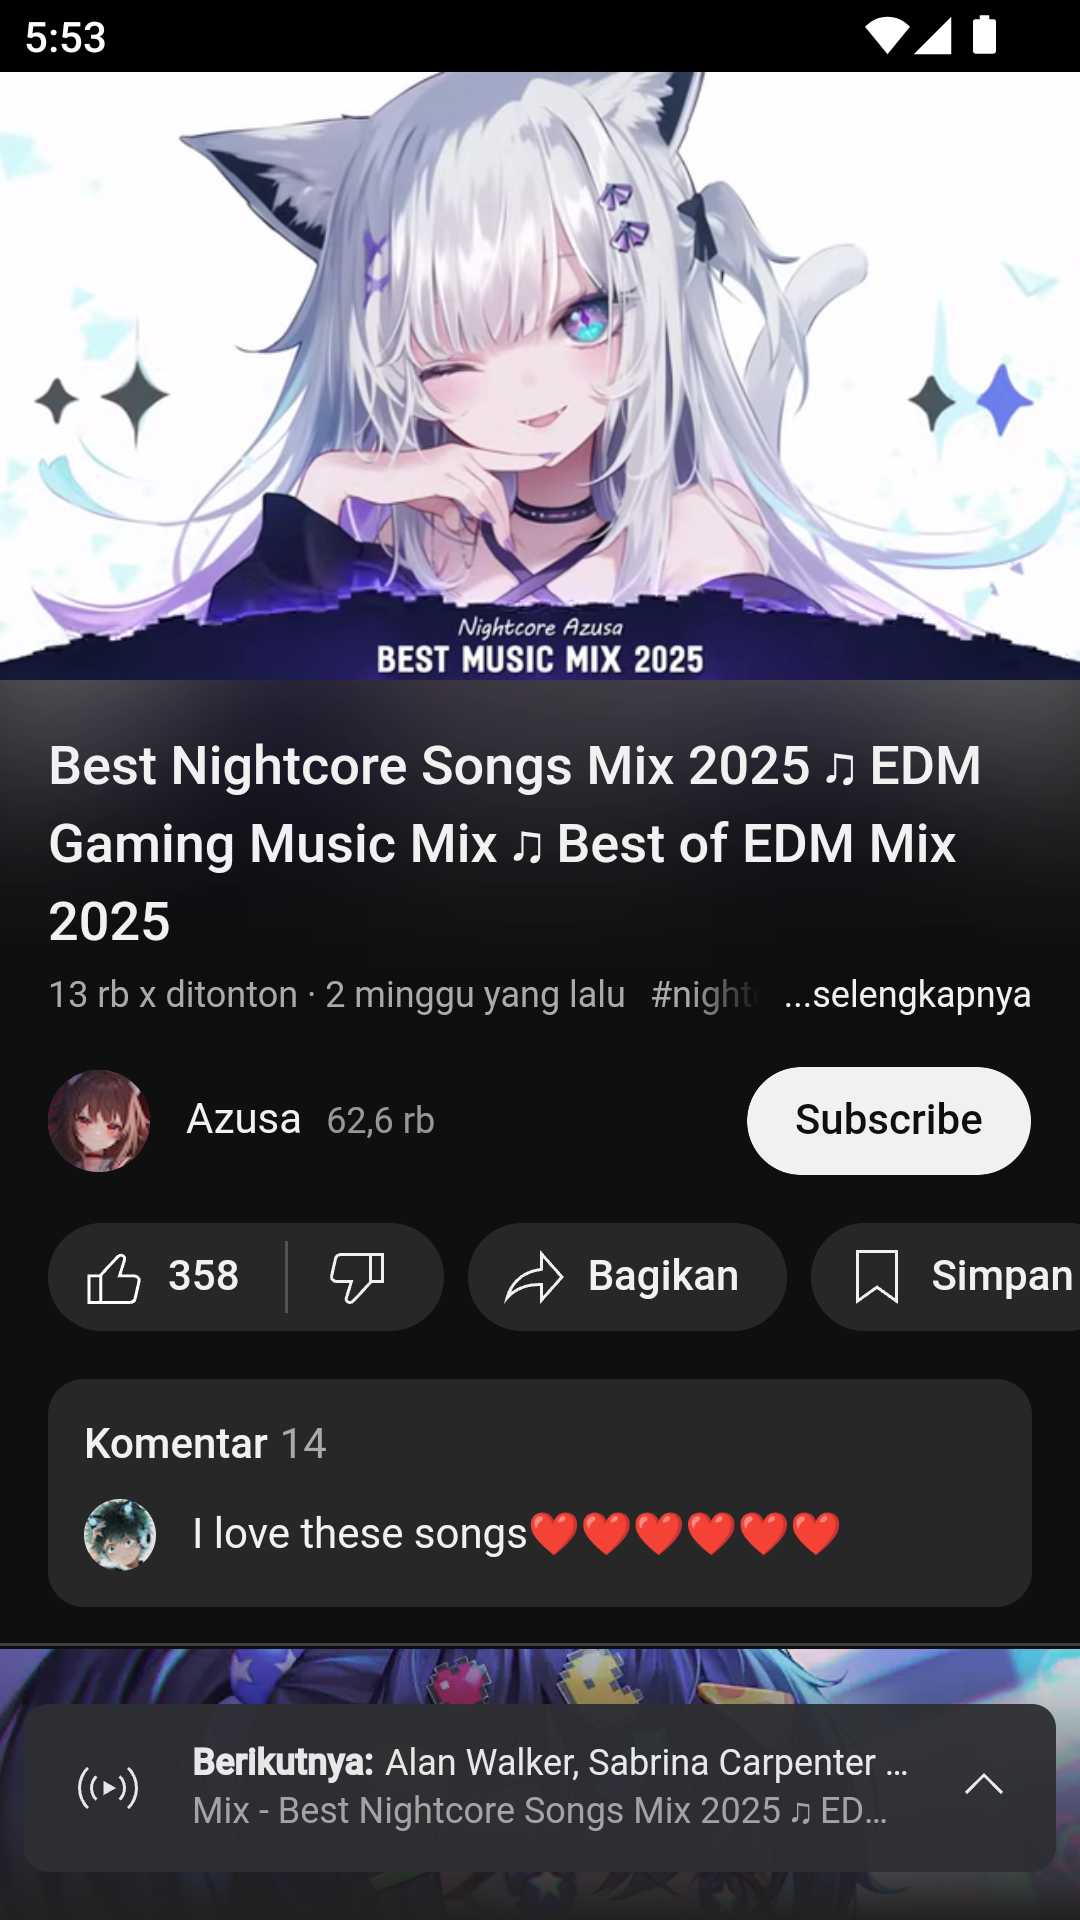 5:53
Nightcore Azusa
BEST MUSIC MIX 2025
Best Nightcore Songs Mix 2025 ♫ EDM
Gaming Music Mix ♫ Best of EDM Mix
2025
13 rb x ditonton · 2 minggu yang lalu #night ...selengkapnya
Azusa 62,6 rb
Subscribe
358
Bagikan
Simpan
Komentar 14
I love these songs❤️❤️❤️❤️❤️❤️
Berikutnya: Alan Walker, Sabrina Carpenter ...
Mix - Best Nightcore Songs Mix 2025 ♫ ED...